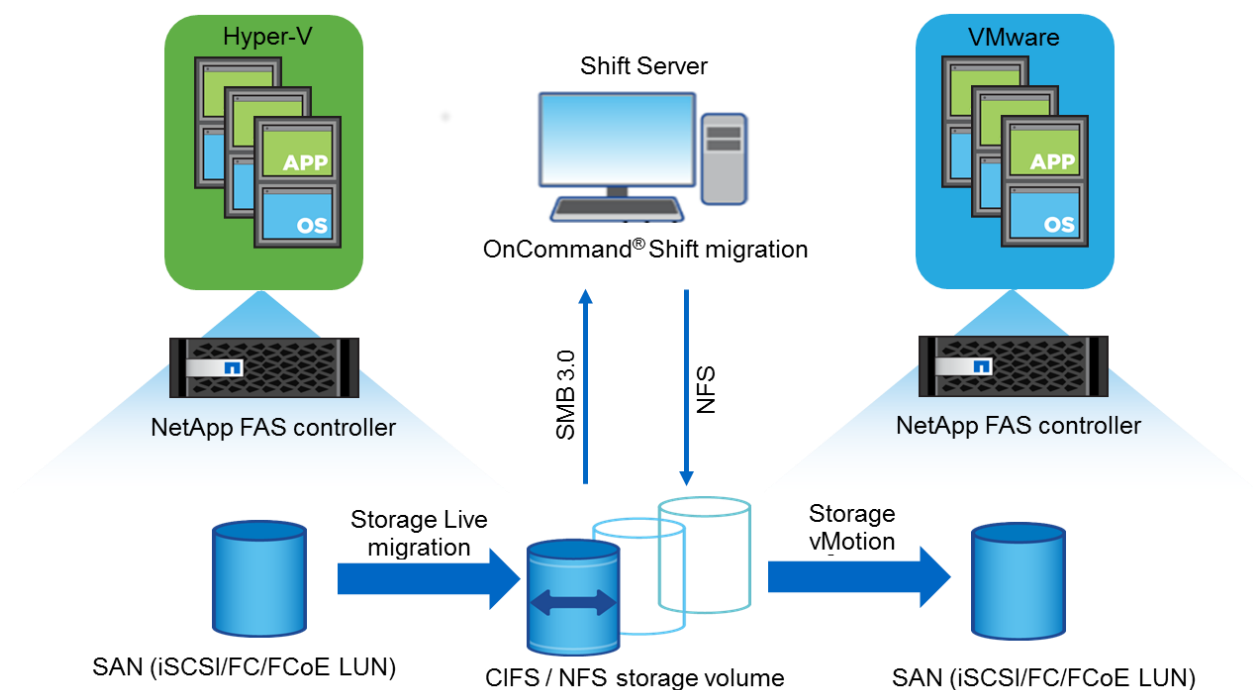 Hyper-V
APP
OS
Shift Server
OnCommand® Shift migration
VMware
APP
OS
SMB 3.0
NFS
NetApp FAS controller
NetApp FAS controller
Storage Live
migration
Storage
vMotion
SAN (iSCSI/FC/FCoE LUN)
CIFS / NFS storage volume
SAN (iSCSI/FC/FCoE LUN)